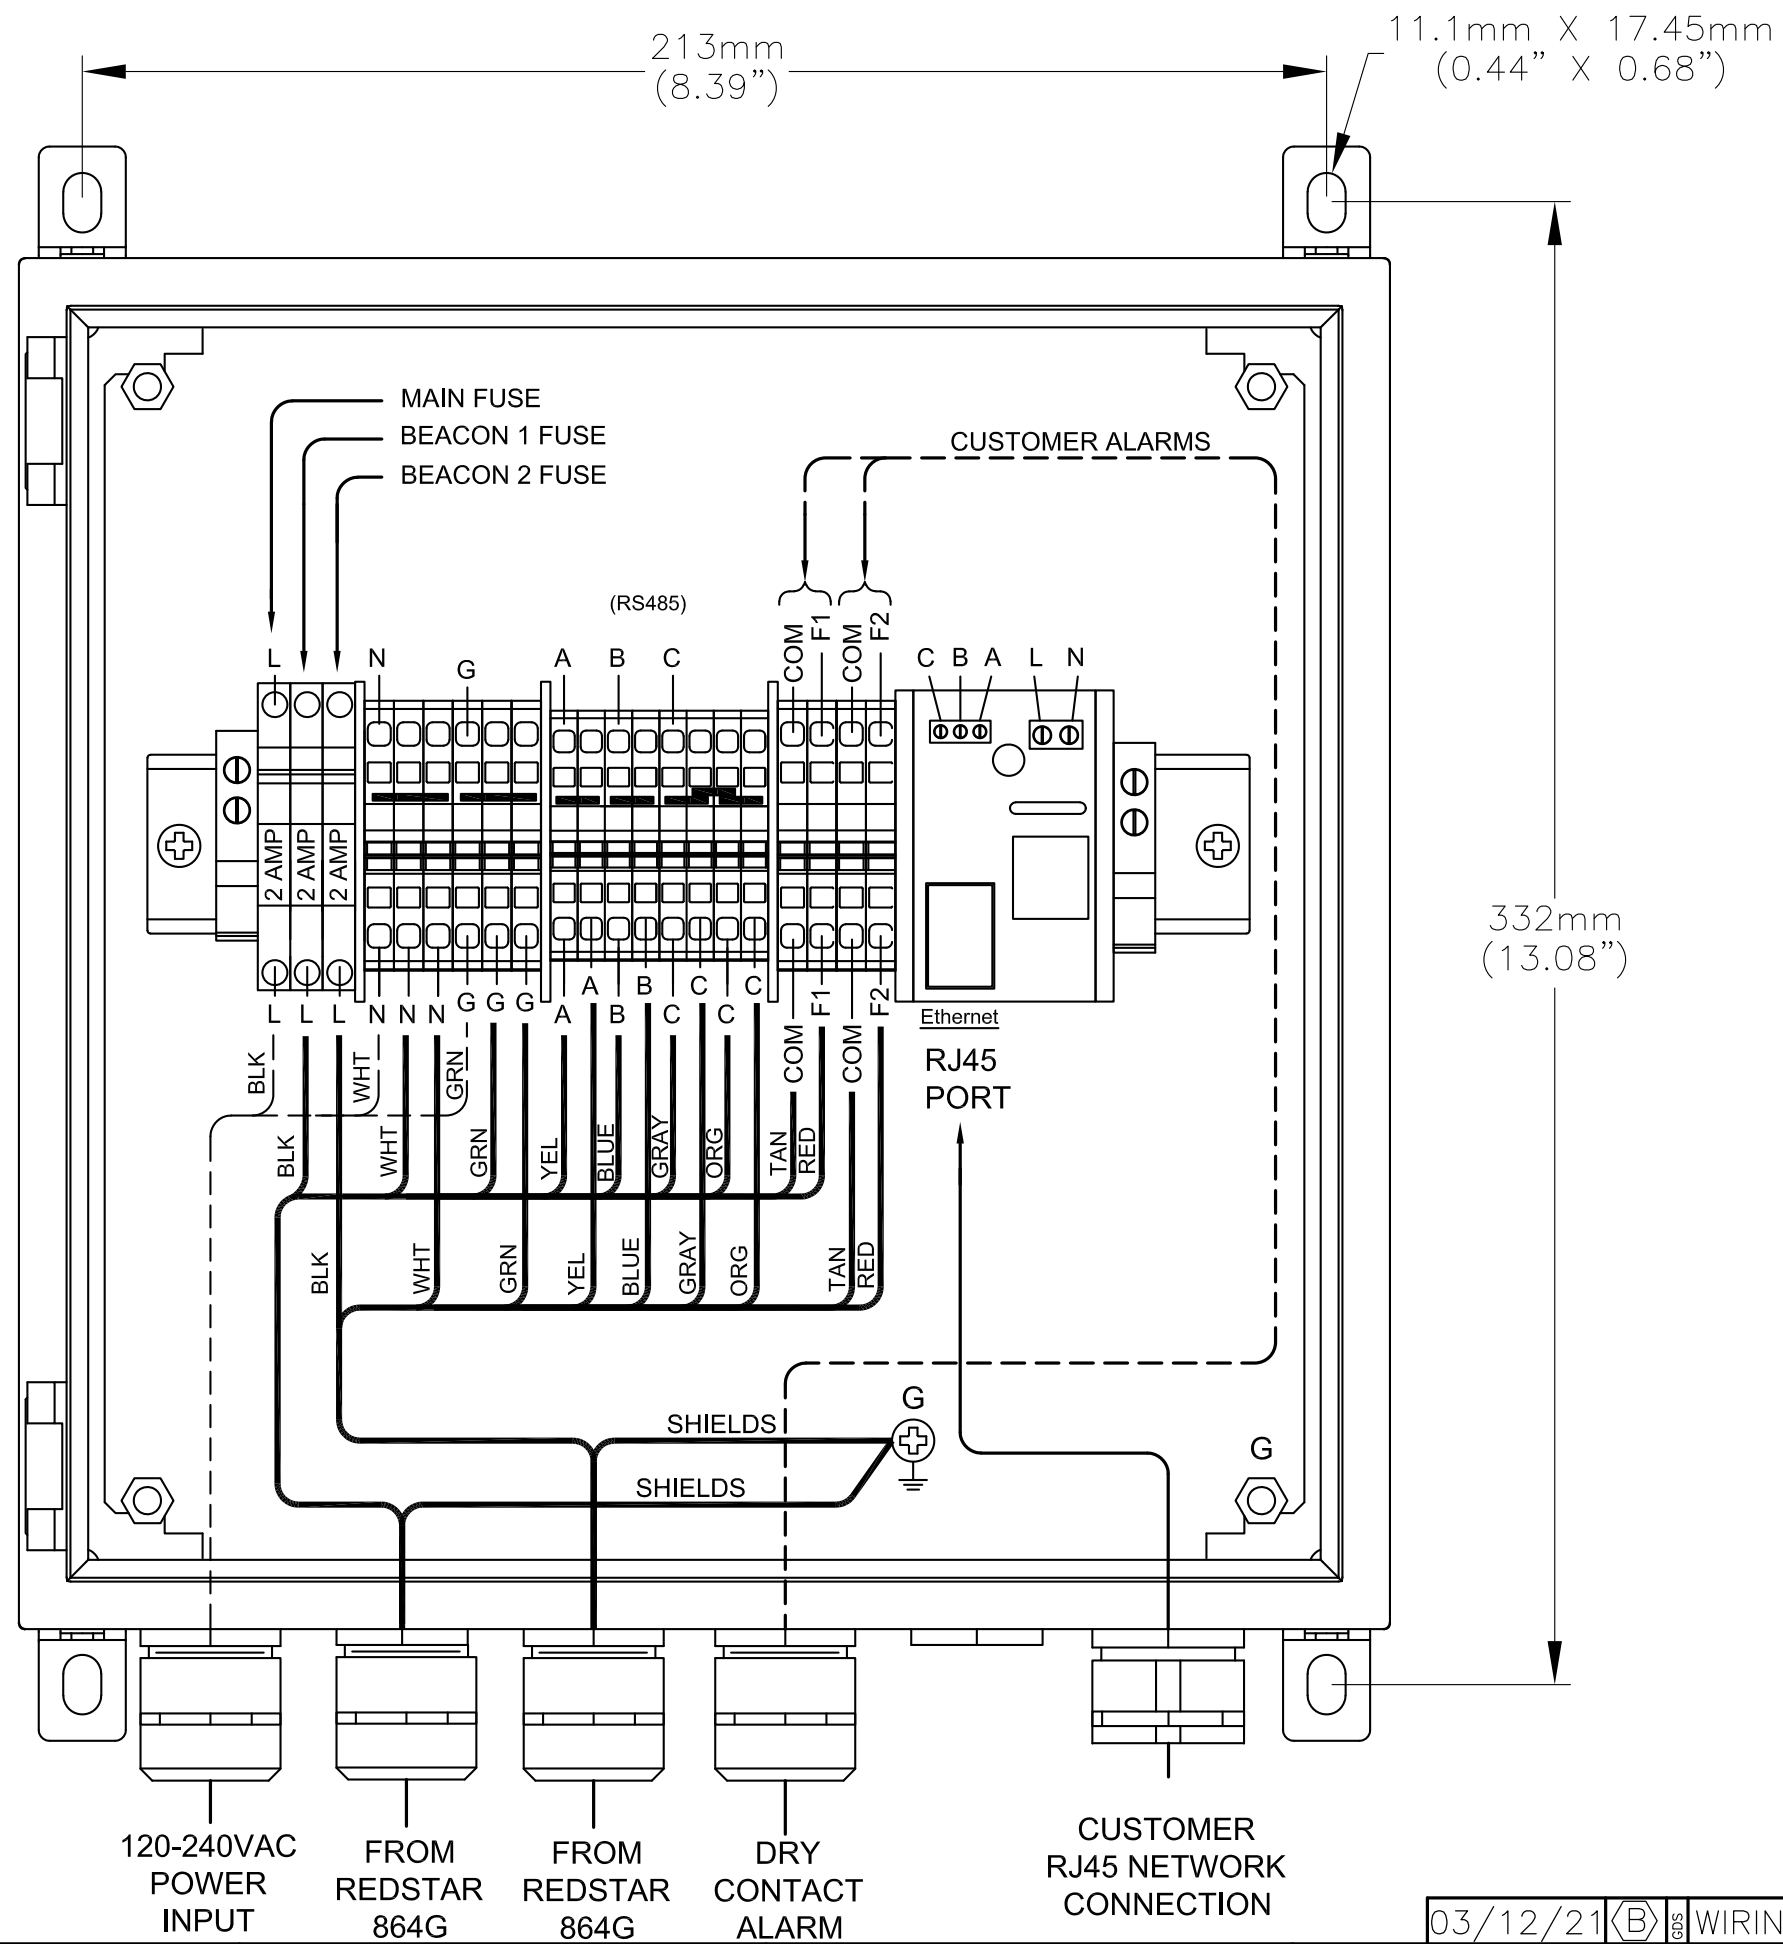 213mm
(8.39")
11.1mm X 17.45mm
(0.44" X 0.68")
MAIN FUSE
BEACON 1 FUSE
BEACON 2 FUSE
CUSTOMER ALARMS
(RS485)
COM F1 COM F2
L N G A B C C B A L N
2 AMP 2 AMP 2 AMP
332mm
(13.08")
L L L N N N G G G A A B B C C C C COM F1 COM F2
Ethernet
RJ45
PORT
BLK WHT GRN
BLK WHT GRN YEL BLUE GRAY ORG TAN RED
BLK WHT GRN YEL BLUE GRAY ORG TAN RED
G
SHIELDS
G
SHIELDS
120-240VAC
POWER
INPUT
FROM
REDSTAR
864G
FROM
REDSTAR
864G
DRY
CONTACT
ALARM
CUSTOMER
RJ45 NETWORK
CONNECTION
03/12/21 B GDS WIRIN